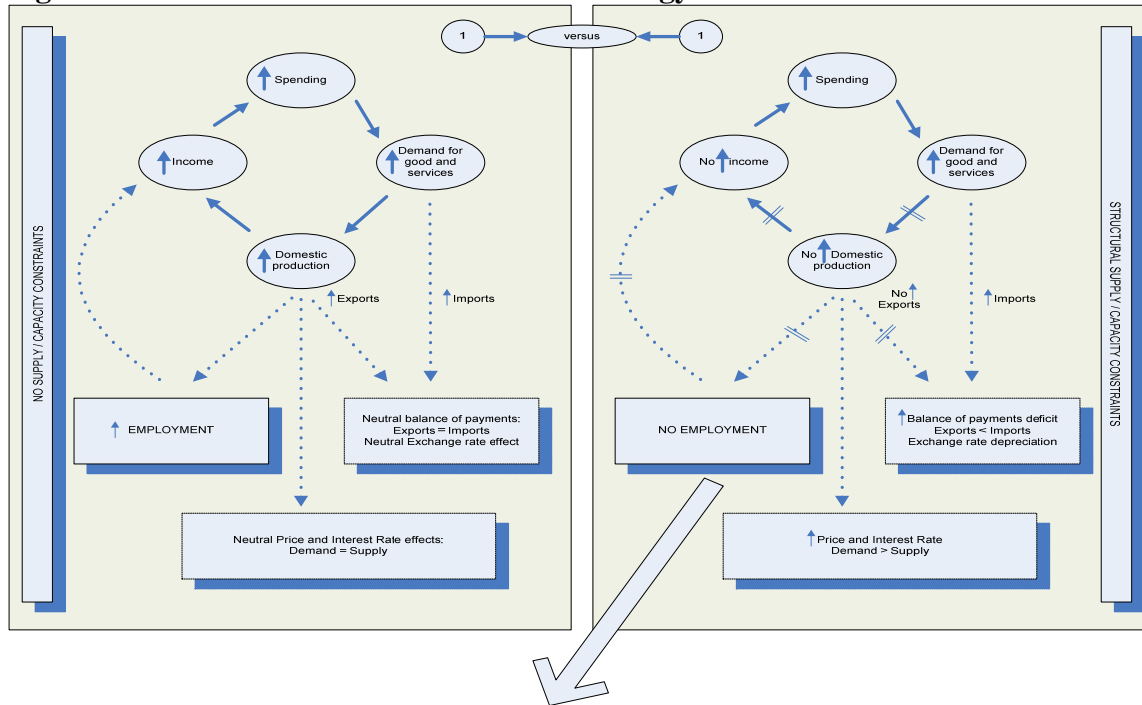 1
versus
1
NO SUPPLY / CAPACITY CONSTRAINTS
Spending
Income
Demand for
good and
services
Domestic
production
Exports
Imports
EMPLOYMENT
Neutral balance of payments:
Exports = Imports
Neutral Exchange rate effect
Neutral Price and Interest Rate effects:
Demand = Supply
Spending
No income
Demand for
good and
services
No Domestic
production
No
Exports
Imports
NO EMPLOYMENT
Balance of payments deficit
Exports < Imports
Exchange rate depreciation
Price and Interest Rate
Demand > Supply
STRUCTURAL SUPPLY / CAPACITY CONSTRAINTS